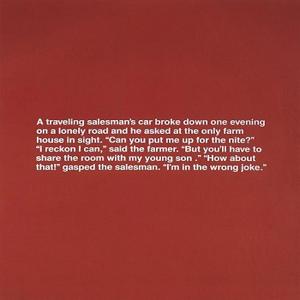 A traveling salesman's car broke down one evening
on a lonely road and he asked at the only farm
house in sight. “Can you put me up for the nite?”
“I reckon I can,” said the farmer. “But you'll have to
share the room with my young son .” “How about
that!” gasped the salesman. “I'm in the wrong joke.”